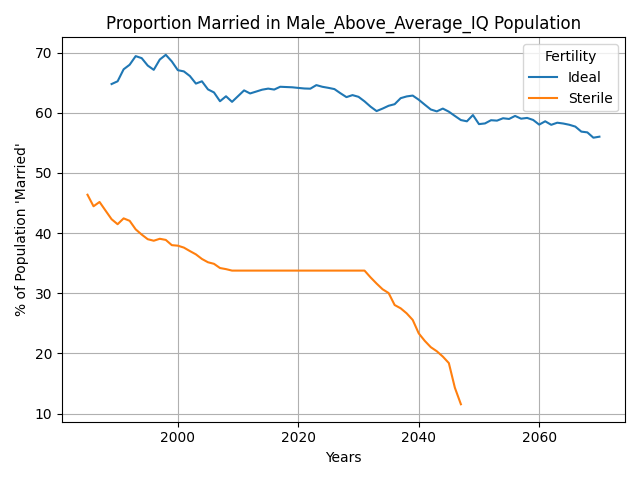 Proportion Married in Male_Above_Average_IQ Population
% of Population 'Married'
70
60
50
40
30
20
10
Fertility
Ideal
Sterile
2000
2020
2040
2060
Years